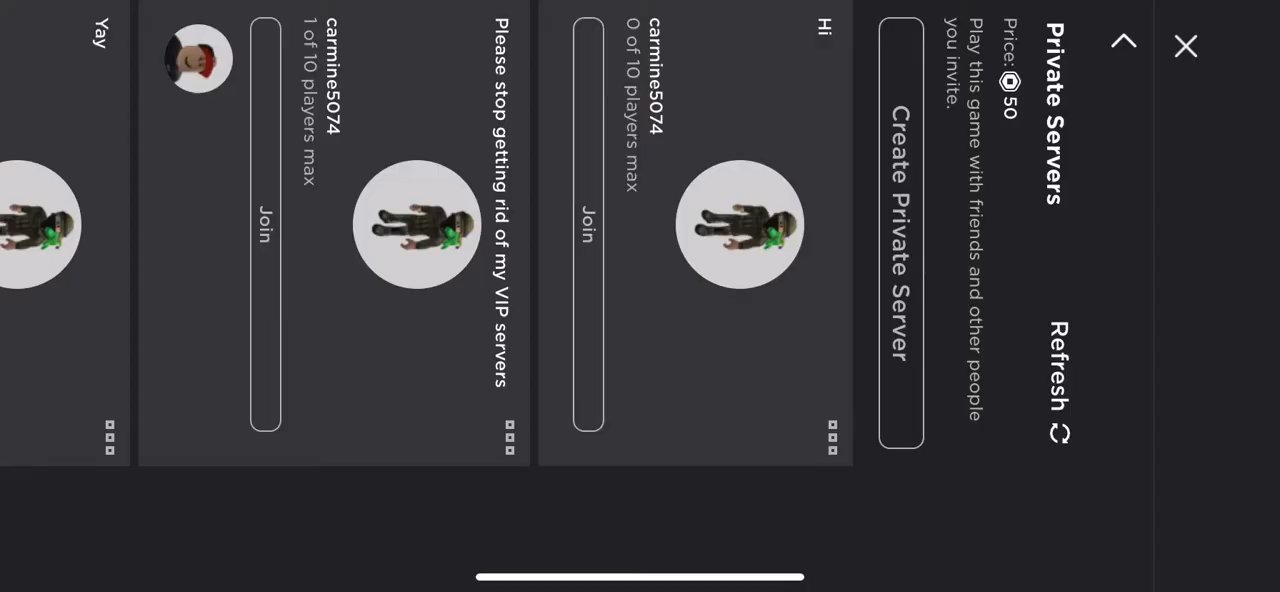 Private Servers
Refresh
Price: 50
Play this game with friends and other people
you invite.
Create Private Server
Hi
carmine5074
0 of 10 players max
Join
Please stop getting rid of my VIP servers
carmine5074
1 of 10 players max
Join
Yay